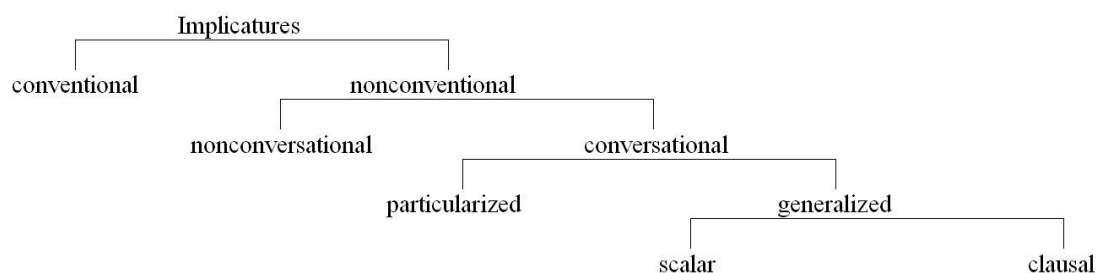 Implicatures
conventional nonconventional
nonconversational conversational
particularized generalized
scalar clausal